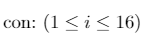 con: (1 ≤ i ≤ 16)